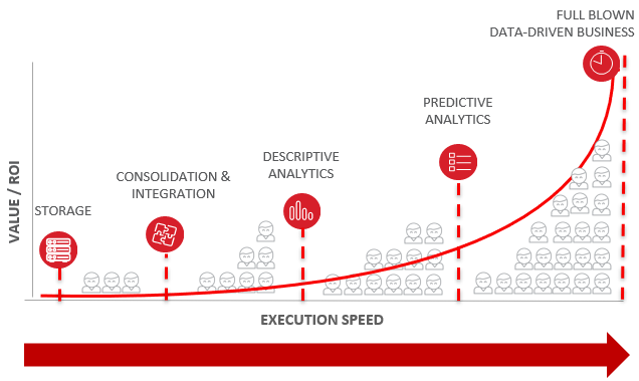 FULL BLOWN
DATA-DRIVEN BUSINESS
PREDICTIVE
ANALYTICS
DESCRIPTIVE
ANALYTICS
CONSOLIDATION &
INTEGRATION
STORAGE
VALUE / ROI
EXECUTION SPEED